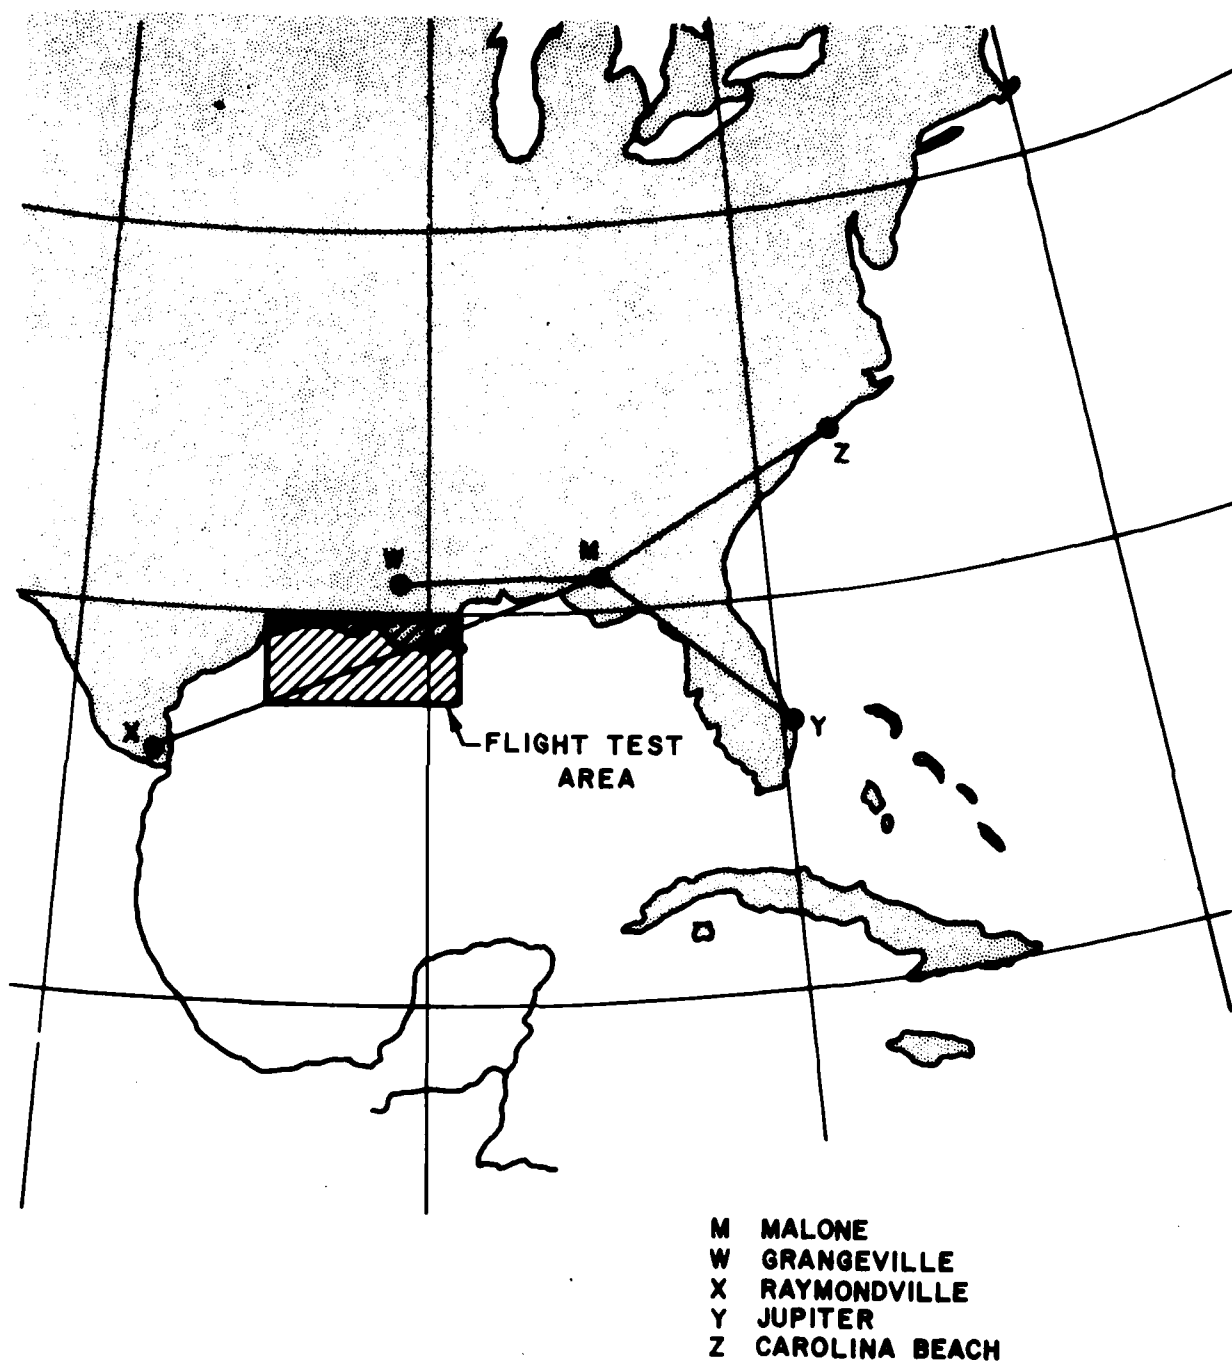 Z
W
M
X
Y
FLIGHT TEST
AREA
M MALONE
W GRANGEVILLE
X RAYMONDVILLE
Y JUPITER
Z CAROLINA BEACH